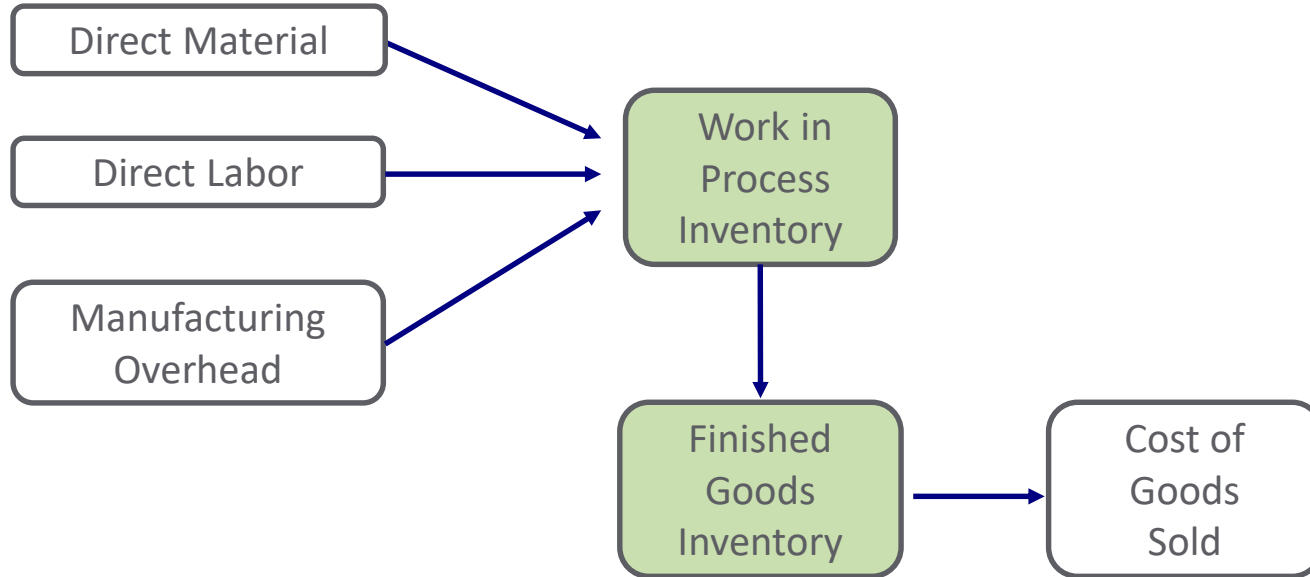 Direct Material
Direct Labor
Manufacturing
Overhead
Work in
Process
Inventory
Finished
Goods
Inventory
Cost of
Goods
Sold